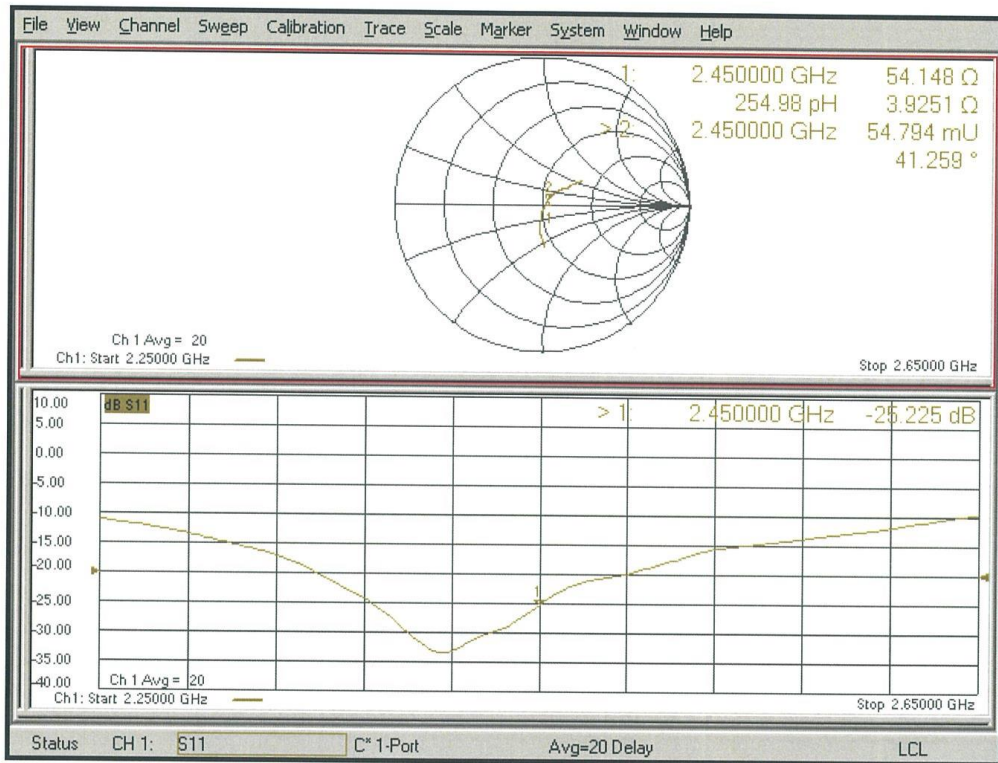 File View Channel Sweep Calibration Trace Scale Marker System Window Help
1: 2.450000 GHz 54.148 Ω
254.98 pH 3.9251 Ω
> 2: 2.450000 GHz 54.794 mU
41.259 °
Ch 1 Avg = 20
Ch1: Start 2.25000 GHz
Stop 2.65000 GHz
10.00
dB S11
> 1: 2.450000 GHz -25.225 dB
5.00
0.00
-5.00
-10.00
-15.00
-20.00
-25.00
1
-30.00
-35.00
-40.00
Ch 1 Avg = 20
Ch1: Start 2.25000 GHz
Stop 2.65000 GHz
Status CH 1: S11 C* 1-Port Avg=20 Delay LCL